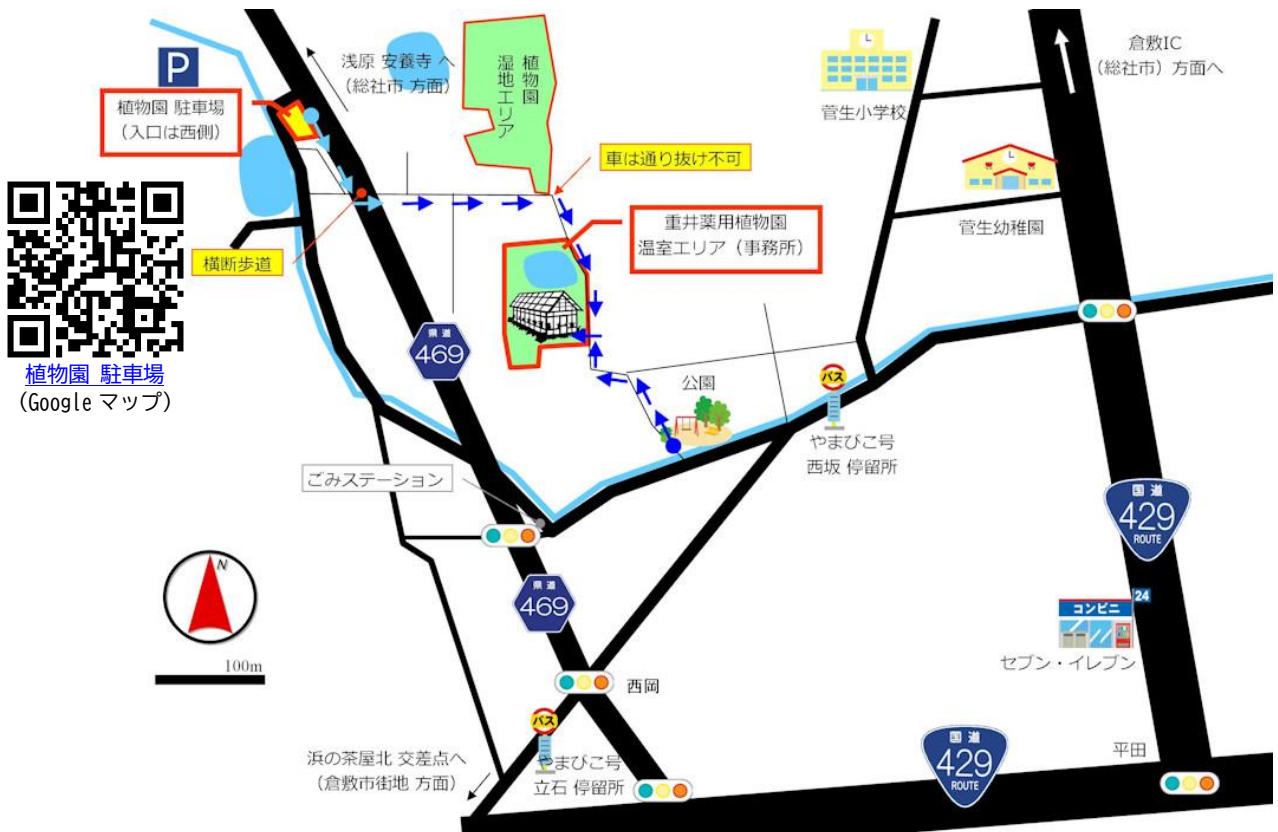 P
植物園 駐車場
（入口は西側）
浅原 安養寺 へ
（総社市 方面）
植物園
湿地エリア
菅生小学校
倉敷IC
（総社市）方面へ
車は通り抜け不可
菅生幼稚園
重井薬用植物園
温室エリア（事務所）
横断歩道
植物園 駐車場
(Google マップ)
県道
469
公園
バス
やまびこ号
西坂 停留所
ごみステーション
国道
429
ROUTE
N
100m
県道
469
24
コンビニ
セブン・イレブン
西岡
バス
やまびこ号
立石 停留所
浜の茶屋北 交差点へ
（倉敷市街地 方面）
国道
429
ROUTE
平田